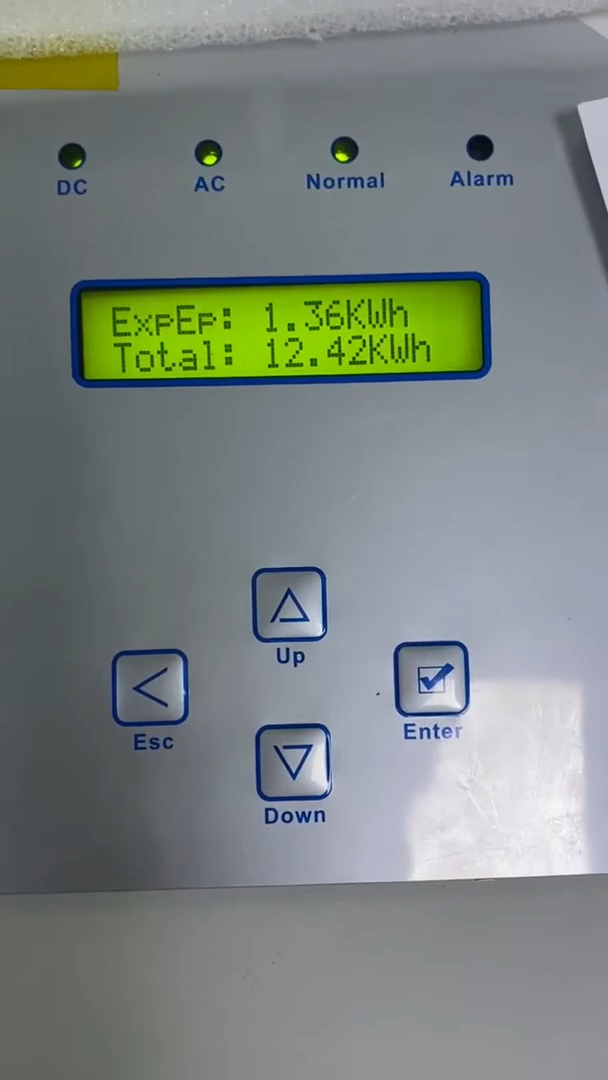 DC AC Normal Alarm
ExpEp: 1.36KWh
Total: 12.42KWh
Up
Esc
Enter
Down